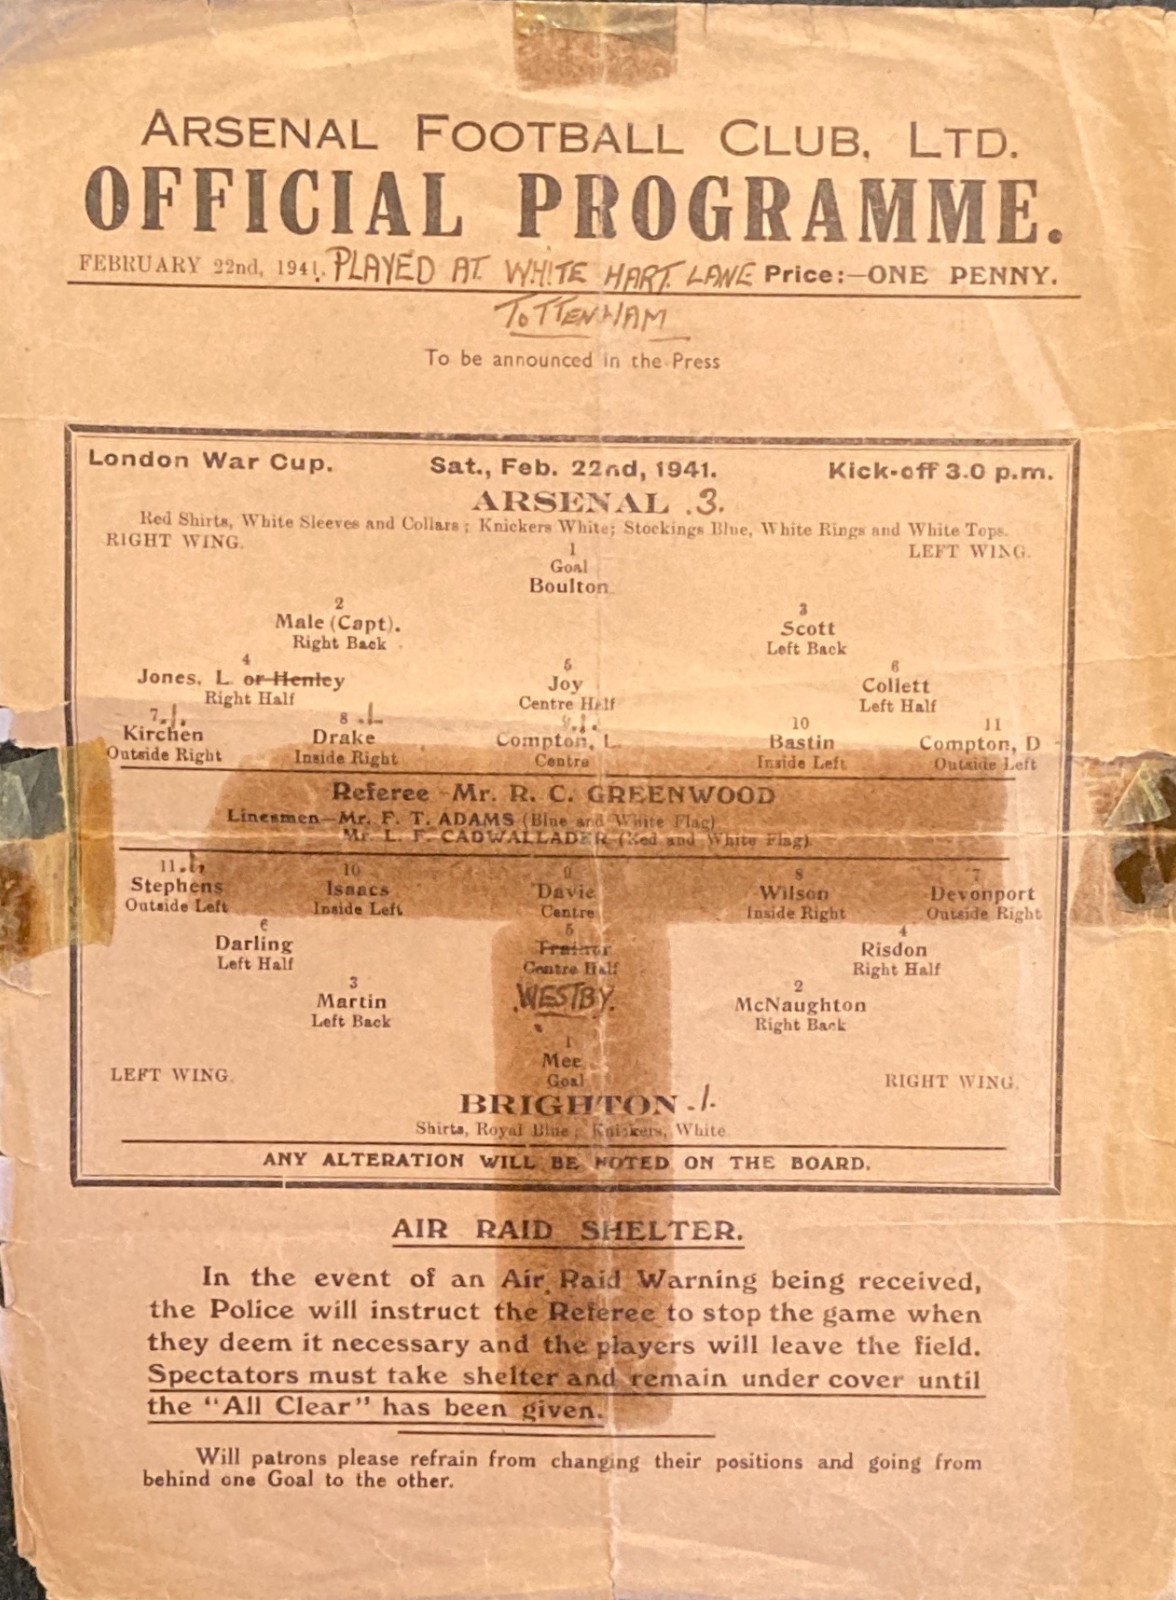 ARSENAL FOOTBALL CLUB, LTD.
OFFICIAL PROGRAMME.
FEBRUARY 22nd, 1941. PLAYED AT WHITE HART LANE Price:—ONE PENNY.
TOTTENHAM
To be announced in the Press
London War Cup. Sat., Feb. 22nd, 1941. Kick-off 3.0 p.m.
ARSENAL .3.
Red Shirts, White Sleeves and Collars; Knickers White; Stockings Blue, White Rings and White Tops.
RIGHT WING. LEFT WING.
1
Goal
Boulton
2 3
Male (Capt). Scott
Right Back Left Back
4 5 6
Jones, L. or Henley Joy Collett
Right Half Centre Half Left Half
7.1. 8.1 9.1. 10 11
Kirchen Drake Compton, L. Bastin Compton, D
Outside Right Inside Right Centre Inside Left Outside Left
Referee—Mr. R. C. GREENWOOD
Linesmen—Mr. F. T. ADAMS (Blue and White Flag)
Mr. L. F. CADWALLADER (Red and White Flag)
11.1. 10 9 8 7
Stephens Isaacs Davie Wilson Devonport
Outside Left Inside Left Centre Inside Right Outside Right
6 5 4
Darling Trainor Risdon
Left Half Centre Half Right Half
WESTBY.
3 2
Martin McNaughton
Left Back Right Back
1
Mee
Goal
LEFT WING. RIGHT WING.
BRIGHTON .1.
Shirts, Royal Blue; Knickers, White
ANY ALTERATION WILL BE NOTED ON THE BOARD.
AIR RAID SHELTER.
In the event of an Air Raid Warning being received,
the Police will instruct the Referee to stop the game when
they deem it necessary and the players will leave the field.
Spectators must take shelter and remain under cover until
the "All Clear" has been given.
Will patrons please refrain from changing their positions and going from
behind one Goal to the other.